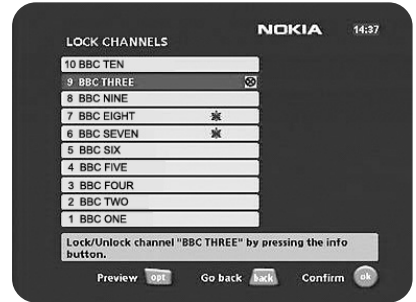 NOKIA 14:37
LOCK CHANNELS
10 BBC TEN
9 BBC THREE
8 BBC NINE
7 BBC EIGHT
6 BBC SEVEN
5 BBC SIX
4 BBC FIVE
3 BBC FOUR
2 BBC TWO
1 BBC ONE
Lock/Unlock channel "BBC THREE" by pressing the info
button.
Preview opt Go back back Confirm ok